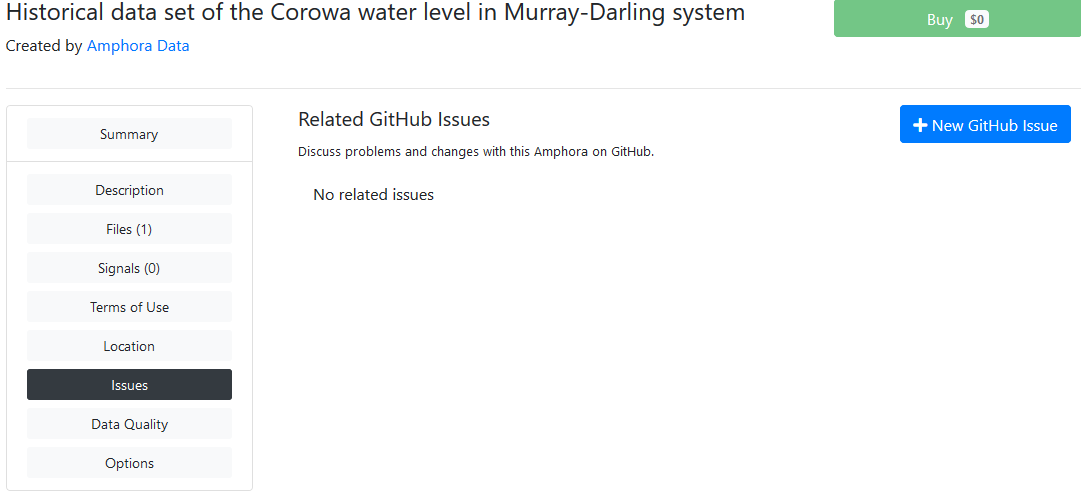 Historical data set of the Corowa water level in Murray-Darling system
Buy $0
Created by Amphora Data
Summary
Description
Files (1)
Signals (0)
Terms of Use
Location
Issues
Data Quality
Options
Related GitHub Issues
+ New GitHub Issue
Discuss problems and changes with this Amphora on GitHub.
No related issues